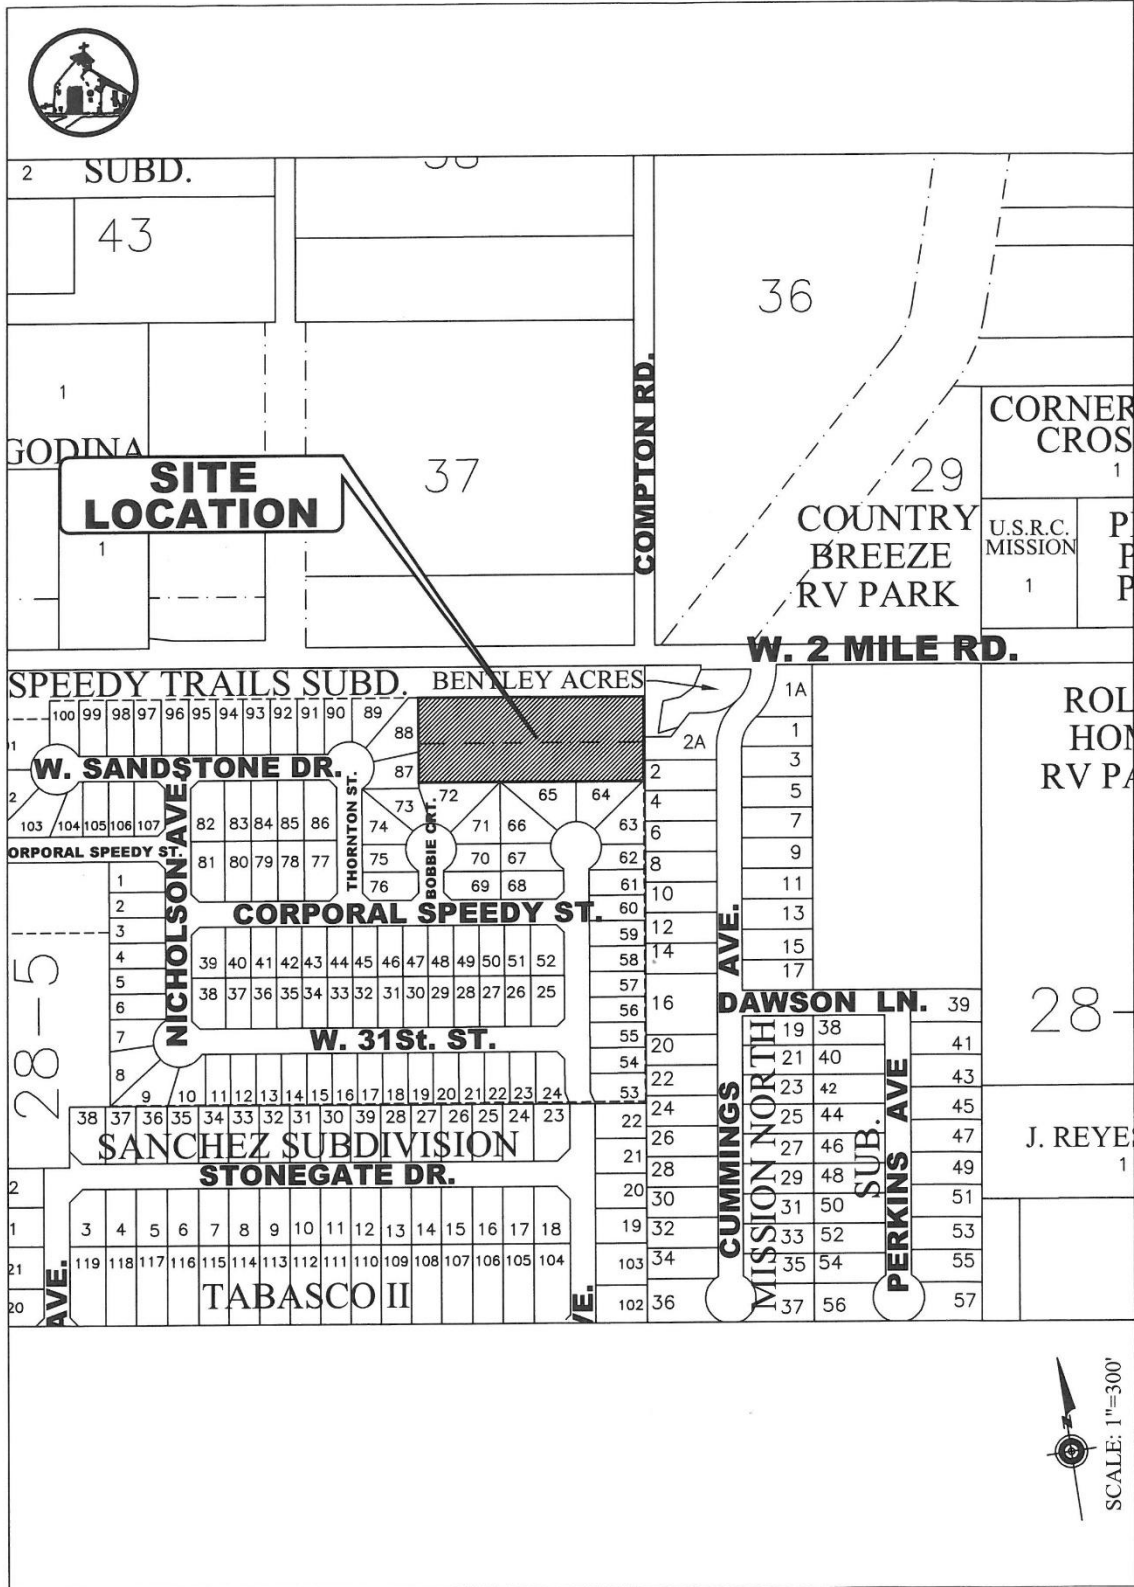 2 SUBD.
43
37
36
1
GODINA
SITE
LOCATION
1
COMPTON RD.
29
COUNTRY
BREEZE
RV PARK
CORNER
CROS
1
U.S.R.C.
MISSION
1
W. 2 MILE RD.
SPEEDY TRAILS SUBD.
BENTLEY ACRES
100 99 98 97 96 95 94 93 92 91 90 89
88
87
W. SANDSTONE DR.
103 104 105 106 107
82 83 84 85 86
81 80 79 78 77
THORNTON ST.
BOBBIE CRT.
73 72 65 64
74 71 66 63
75 70 67 62
76 69 68 61
60
59
58
57
56
55
54
53
CORPORAL SPEEDY ST.
NICHOLSON AVE.
1
2
3
4
5
6
7
8
9
10 11 12 13 14 15 16 17 18 19 20 21 22 23 24
CORPORAL SPEEDY ST.
39 40 41 42 43 44 45 46 47 48 49 50 51 52
38 37 36 35 34 33 32 31 30 29 28 27 26 25
W. 31St. ST.
28-5
38 37 36 35 34 33 32 31 30 39 28 27 26 25 24 23
SANCHEZ SUBDIVISION
STONEGATE DR.
22
21
20
19
103
102
3 4 5 6 7 8 9 10 11 12 13 14 15 16 17 18
119 118 117 116 115 114 113 112 111 110 109 108 107 106 105 104
TABASCO II
2
1
21
20
AVE.
VE.
2A
2
4
6
8
10
12
14
16
20
22
24
26
28
30
32
34
36
CUMMINGS AVE.
1A
1
3
5
7
9
11
13
15
17
DAWSON LN.
MISSION NORTH
SUB.
19 38
21 40
23 42
25 44
27 46
29 48
31 50
33 52
35 54
37 56
PERKINS AVE
39
41
43
45
47
49
51
53
55
57
ROL
HOM
RV PA
28-
J. REYES
1
N
SCALE: 1"=300'